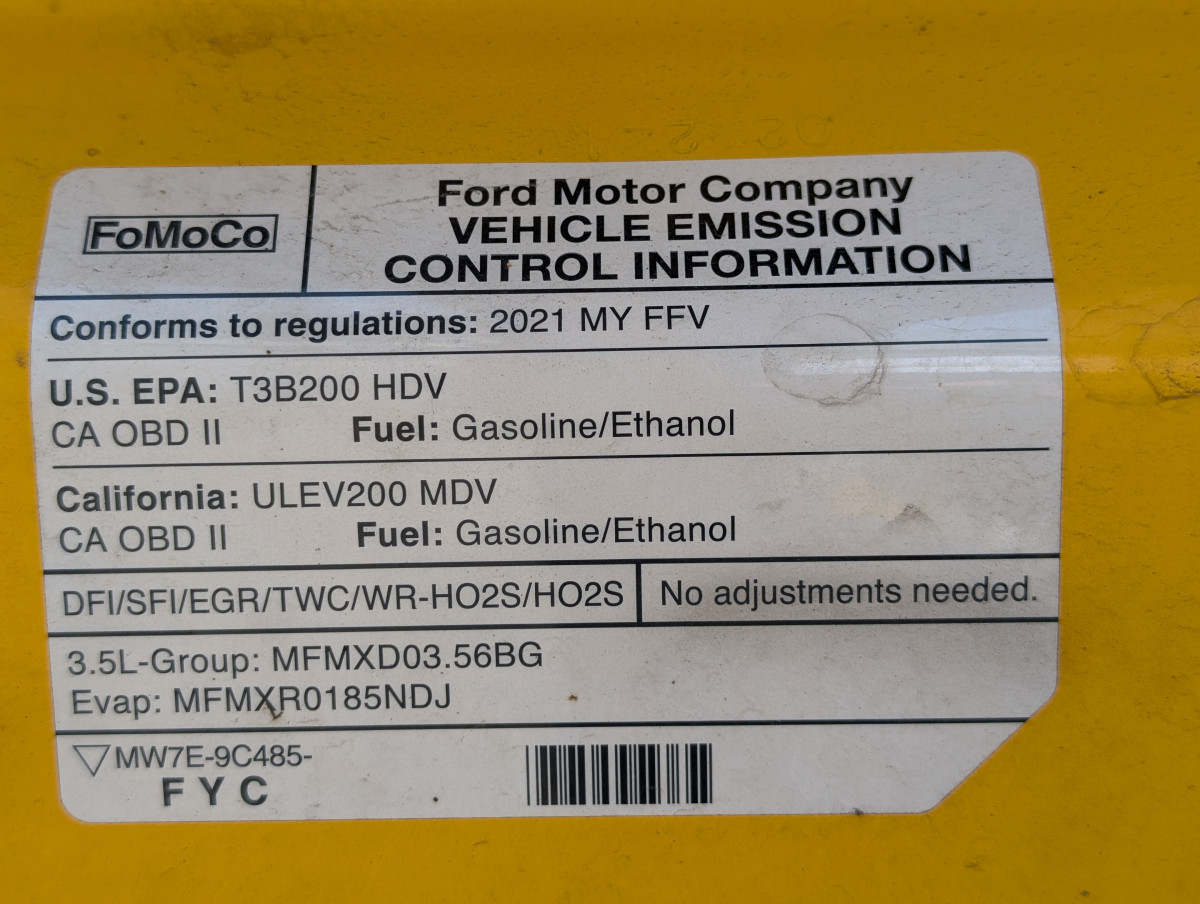 FoMoCo
Ford Motor Company
VEHICLE EMISSION
CONTROL INFORMATION
Conforms to regulations: 2021 MY FFV
U.S. EPA: T3B200 HDV
CA OBD II Fuel: Gasoline/Ethanol
California: ULEV200 MDV
CA OBD II Fuel: Gasoline/Ethanol
DFI/SFI/EGR/TWC/WR-HO2S/HO2S No adjustments needed.
3.5L-Group: MFMXD03.56BG
Evap: MFMXR0185NDJ
MW7E-9C485-
F Y C